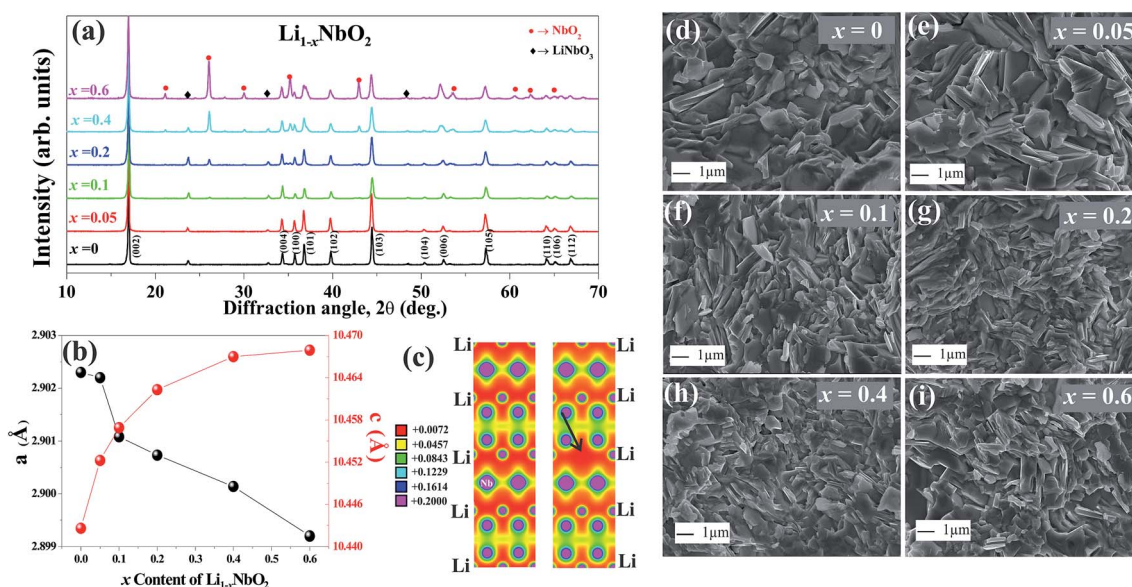 (a)
Li₁₋ₓNbO₂
● → NbO₂
◆ → LiNbO₃
x=0.6
x=0.4
x=0.2
x=0.1
x=0.05
x=0
(002) (004) (100) (101) (102) (103) (104) (006) (105) (110) (106) (112)
Intensity (arb. units)
10 20 30 40 50 60 70
Diffraction angle, 2θ (deg.)
(b)
2.903
2.902
2.901
2.900
2.899
a (Å)
10.470
10.464
10.458
10.452
10.446
10.440
c (Å)
0.0 0.1 0.2 0.3 0.4 0.5 0.6
x Content of Li₁₋ₓNbO₂
(c)
Li Li
Li Li
Li Li
Nb
Li Li
Li Li
+0.0072
+0.0457
+0.0843
+0.1229
+0.1614
+0.2000
(d) x = 0
1µm
(e) x = 0.05
1µm
(f) x = 0.1
1µm
(g) x = 0.2
1µm
(h) x = 0.4
1µm
(i) x = 0.6
1µm